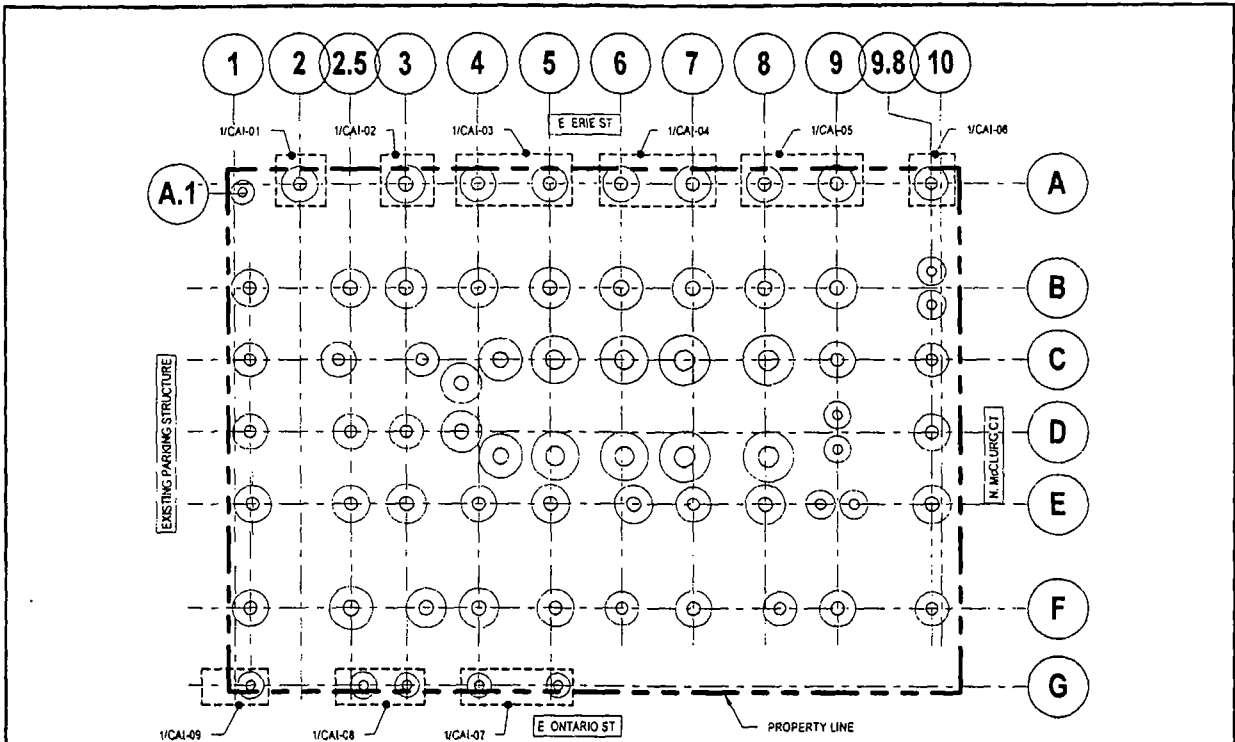 1 2 2.5 3 4 5 6 7 8 9 9.8 10
E ERIE ST
1/CAI-01 1/CAI-02 1/CAI-03 1/CAI-04 1/CAI-05 1/CAI-06
A.1 A
B
EXISTING PARKING STRUCTURE
C
D
N. McCLURG CT
E
F
G
1/CAI-09 1/CAI-08 1/CAI-07 E ONTARIO ST PROPERTY LINE